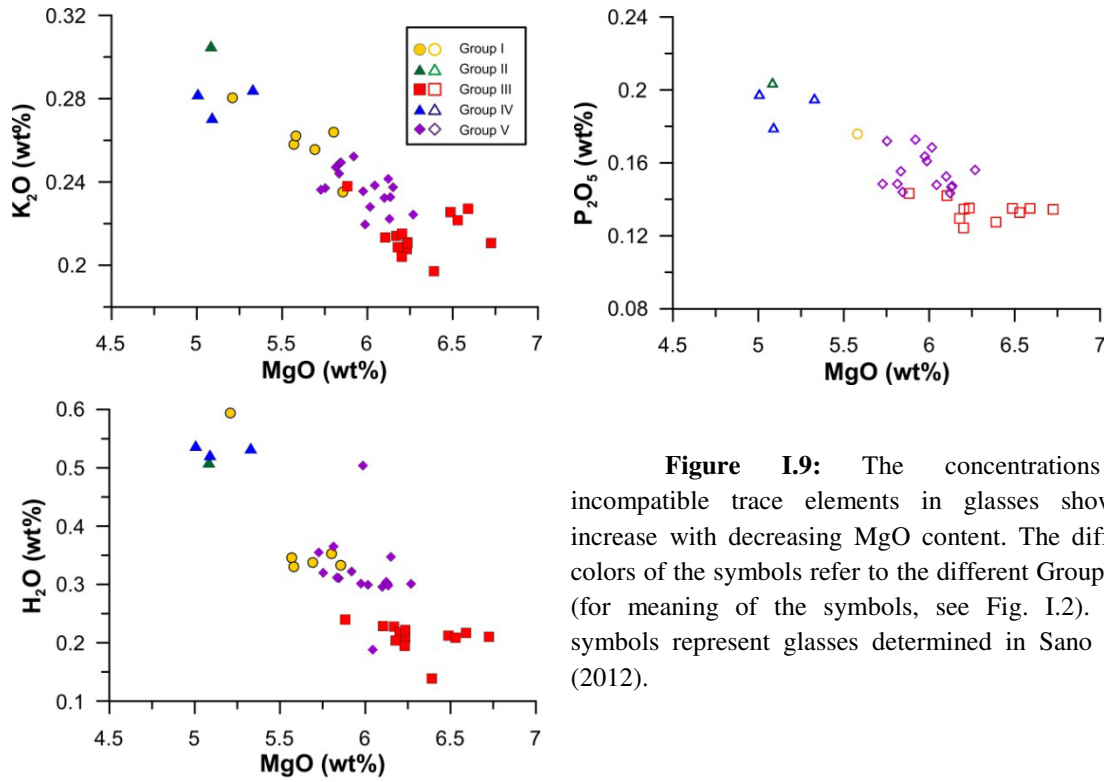 0.32
0.28
0.24
0.2
K₂O (wt%)
4.5 5 5.5 6 6.5 7
MgO (wt%)
Group I
Group II
Group III
Group IV
Group V
0.24
0.2
0.16
0.12
0.08
P₂O₅ (wt%)
4.5 5 5.5 6 6.5 7
MgO (wt%)
0.6
0.5
0.4
0.3
0.2
0.1
H₂O (wt%)
4.5 5 5.5 6 6.5 7
MgO (wt%)
Figure I.9: The concentrations
incompatible trace elements in glasses show
increase with decreasing MgO content. The diff
colors of the symbols refer to the different Group
(for meaning of the symbols, see Fig. I.2).
symbols represent glasses determined in Sano
(2012).